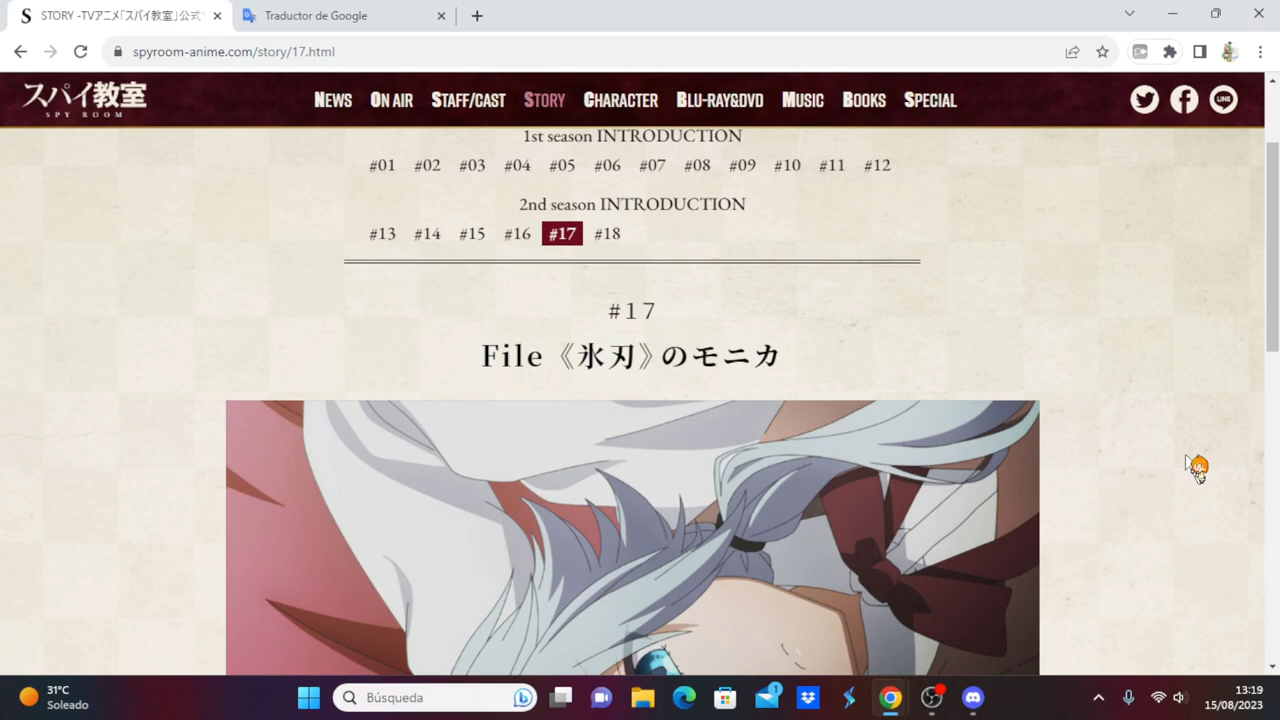 STORY -TVアニメ「スパイ教室」公式
Traductor de Google
spyroom-anime.com/story/17.html
スパイ教室
SPY ROOM
NEWS ON AIR STAFF/CAST STORY CHARACTER BLU-RAY&DVD MUSIC BOOKS SPECIAL
LINE
1st season INTRODUCTION
#01 #02 #03 #04 #05 #06 #07 #08 #09 #10 #11 #12
2nd season INTRODUCTION
#13 #14 #15 #16 #17 #18
#17
File《氷刃》のモニカ
31°C
Soleado
Búsqueda
1
13:19
15/08/2023